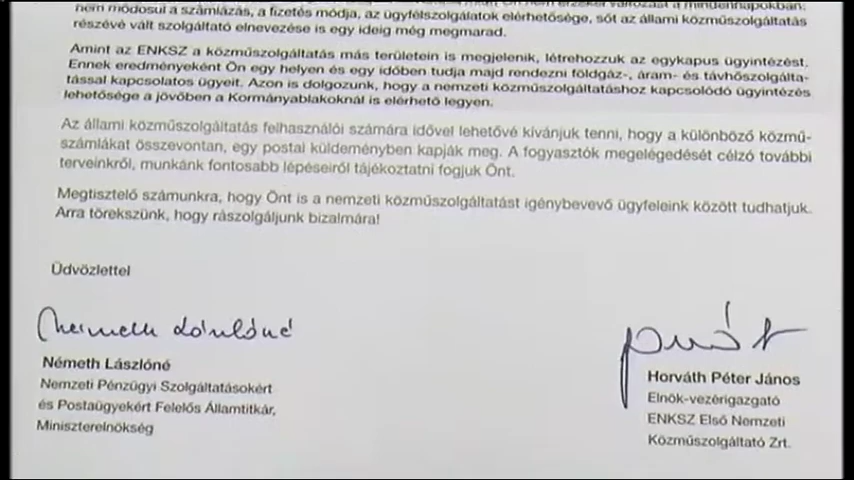 nem módosul a számlázás, a fizetés módja, az ügyfélszolgálatok elérhetősége, sőt az állami közműszolgáltatás
részévé vált szolgáltató elnevezése is egy ideig még megmarad.
Amint az ENKSZ a közműszolgáltatás más területein is megjelenik, létrehozzuk az egykapus ügyintézést.
Ennek eredményeként Ön egy helyen és egy időben tudja majd rendezni földgáz-, áram- és távhőszolgálta-
tással kapcsolatos ügyeit. Azon is dolgozunk, hogy a nemzeti közműszolgáltatáshoz kapcsolódó ügyintézés
lehetősége a jövőben a Kormányablakoknál is elérhető legyen.
Az állami közműszolgáltatás felhasználói számára idővel lehetővé kívánjuk tenni, hogy a különböző közmű-
számlákat összevontan, egy postai küldeményben kapják meg. A fogyasztók megelégedését célzó további
terveinkről, munkánk fontosabb lépéseiről tájékoztatni fogjuk Önt.
Megtisztelő számunkra, hogy Önt is a nemzeti közműszolgáltatást igénybevevő ügyfeleink között tudhatjuk.
Arra törekszünk, hogy rászolgáljunk bizalmára!
Üdvözlettel
Németh Lászlóné
Németh Lászlóné
Nemzeti Pénzügyi Szolgáltatásokért
és Postaügyekért Felelős Államtitkár,
Miniszterelnökség
Horváth Péter János
Elnök-vezérigazgató
ENKSZ Első Nemzeti
Közműszolgáltató Zrt.